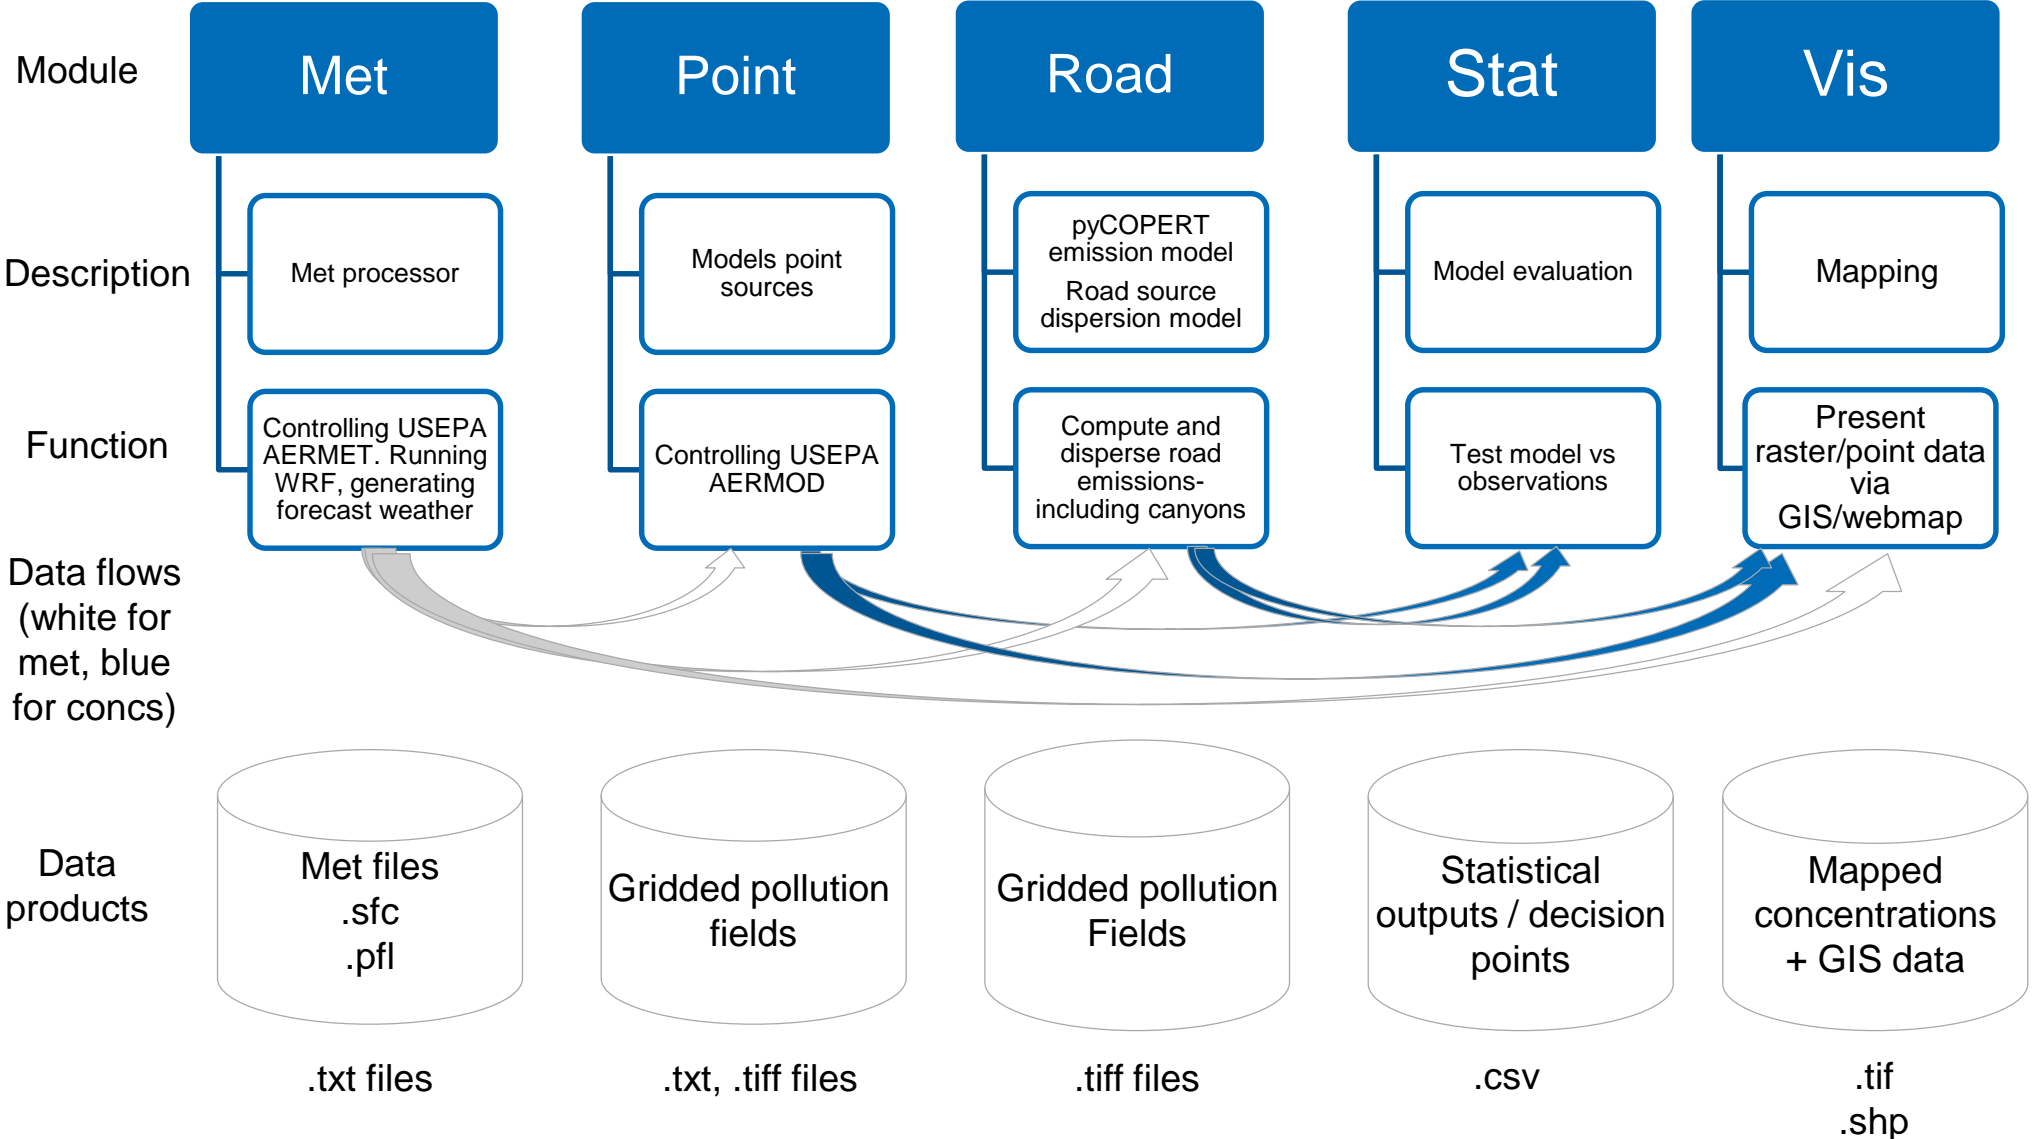 Module
Met
Point
Road
Stat
Vis
Description
Met processor
Models point
sources
pyCOPERT
emission model
Road source
dispersion model
Model evaluation
Mapping
Function
Controlling USEPA
AERMET. Running
WRF, generating
forecast weather
Controlling USEPA
AERMOD
Compute and
disperse road
emissions-
including canyons
Test model vs
observations
Present
raster/point data
via
GIS/webmap
Data flows
(white for
met, blue
for concs)
Data
products
Met files
.sfc
.pfl
Gridded pollution
fields
Gridded pollution
Fields
Statistical
outputs / decision
points
Mapped
concentrations
+ GIS data
.txt files
.txt, .tiff files
.tiff files
.csv
.tif
.shp